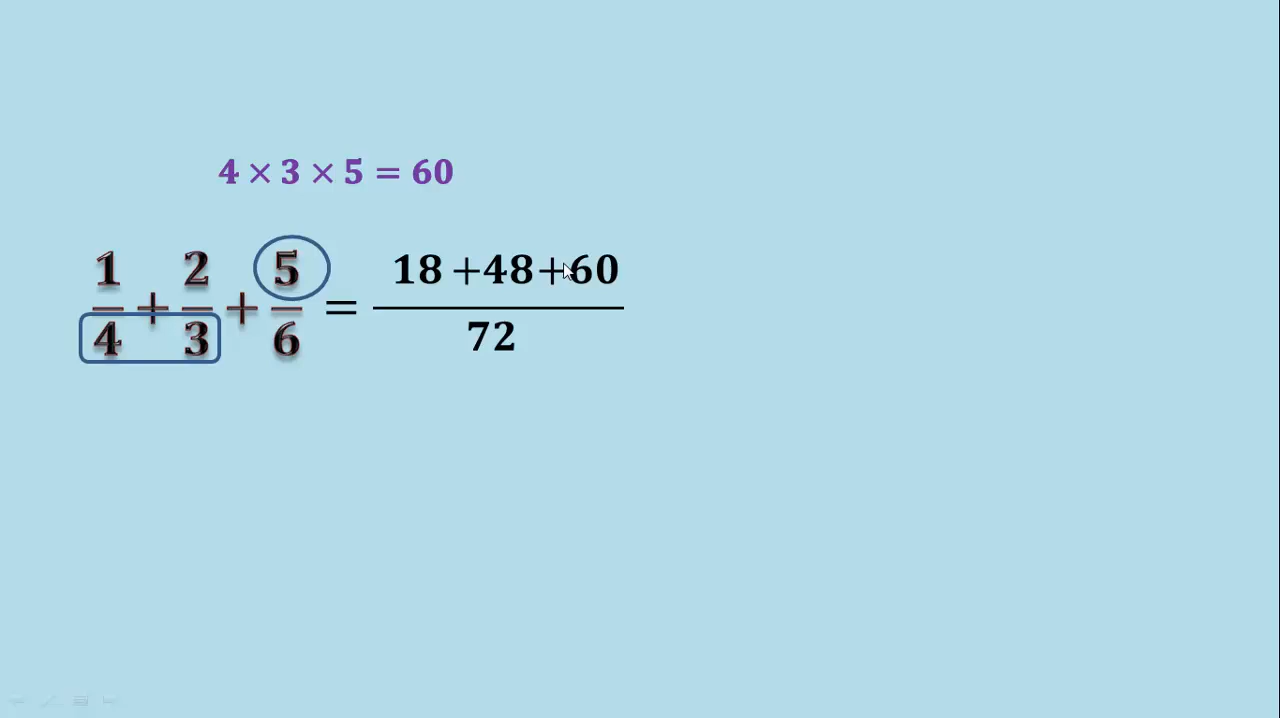 4 × 3 × 5 = 60
1/4 + 2/3 + 5/6 = 18 +48+60/72